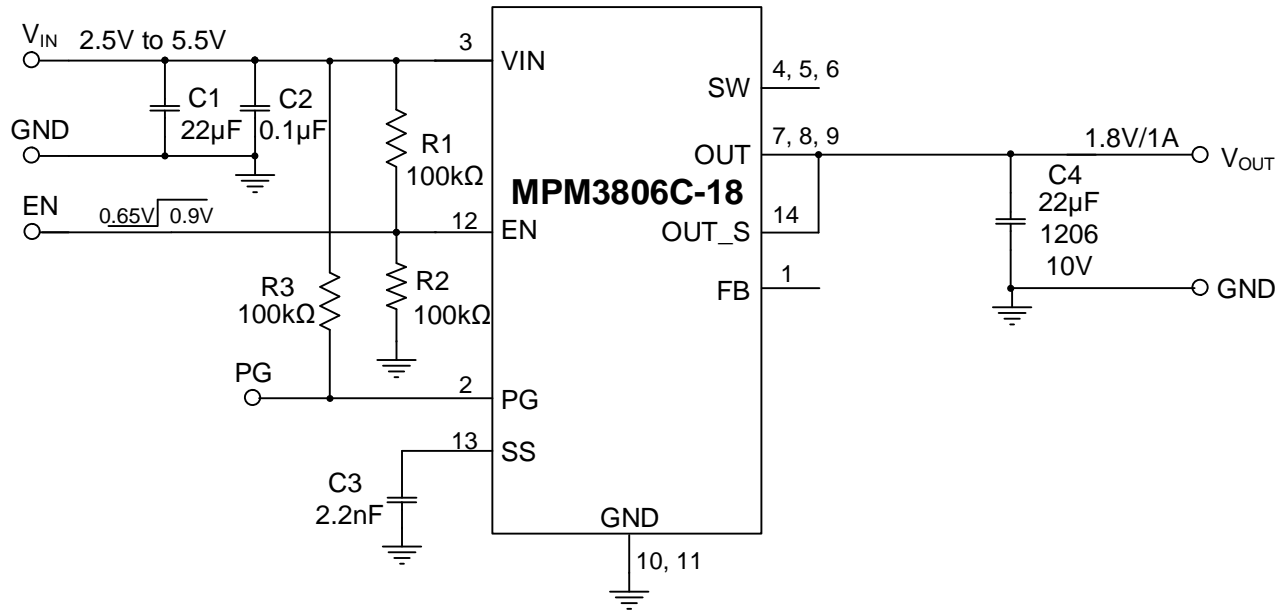 VIN 2.5V to 5.5V
3
VIN
4, 5, 6
SW
C1
22µF
C2
0.1µF
GND
R1
100kΩ
7, 8, 9
OUT
1.8V/1A
VOUT
MPM3806C-18
C4
22µF
1206
10V
EN
0.65V 0.9V
12
EN
14
OUT_S
R3
100kΩ
R2
100kΩ
1
FB
GND
PG
2
PG
13
SS
C3
2.2nF
GND
10, 11